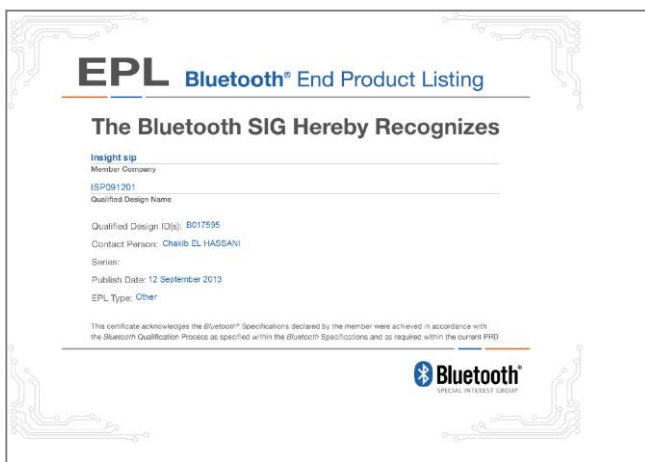 EPL Bluetooth® End Product Listing
The Bluetooth SIG Hereby Recognizes
Insight sip
Member Company
ISP091201
Qualified Design Name
Qualified Design ID(s): B017595
Contact Person: Chakib EL HASSANI
Series:
Publish Date: 12 September 2013
EPL Type: Other
This certificate acknowledges the Bluetooth® Specifications declared by the member were achieved in accordance with
the Bluetooth Qualification Process as specified within the Bluetooth Specifications and as required within the current PRD
Bluetooth®
SPECIAL INTEREST GROUP